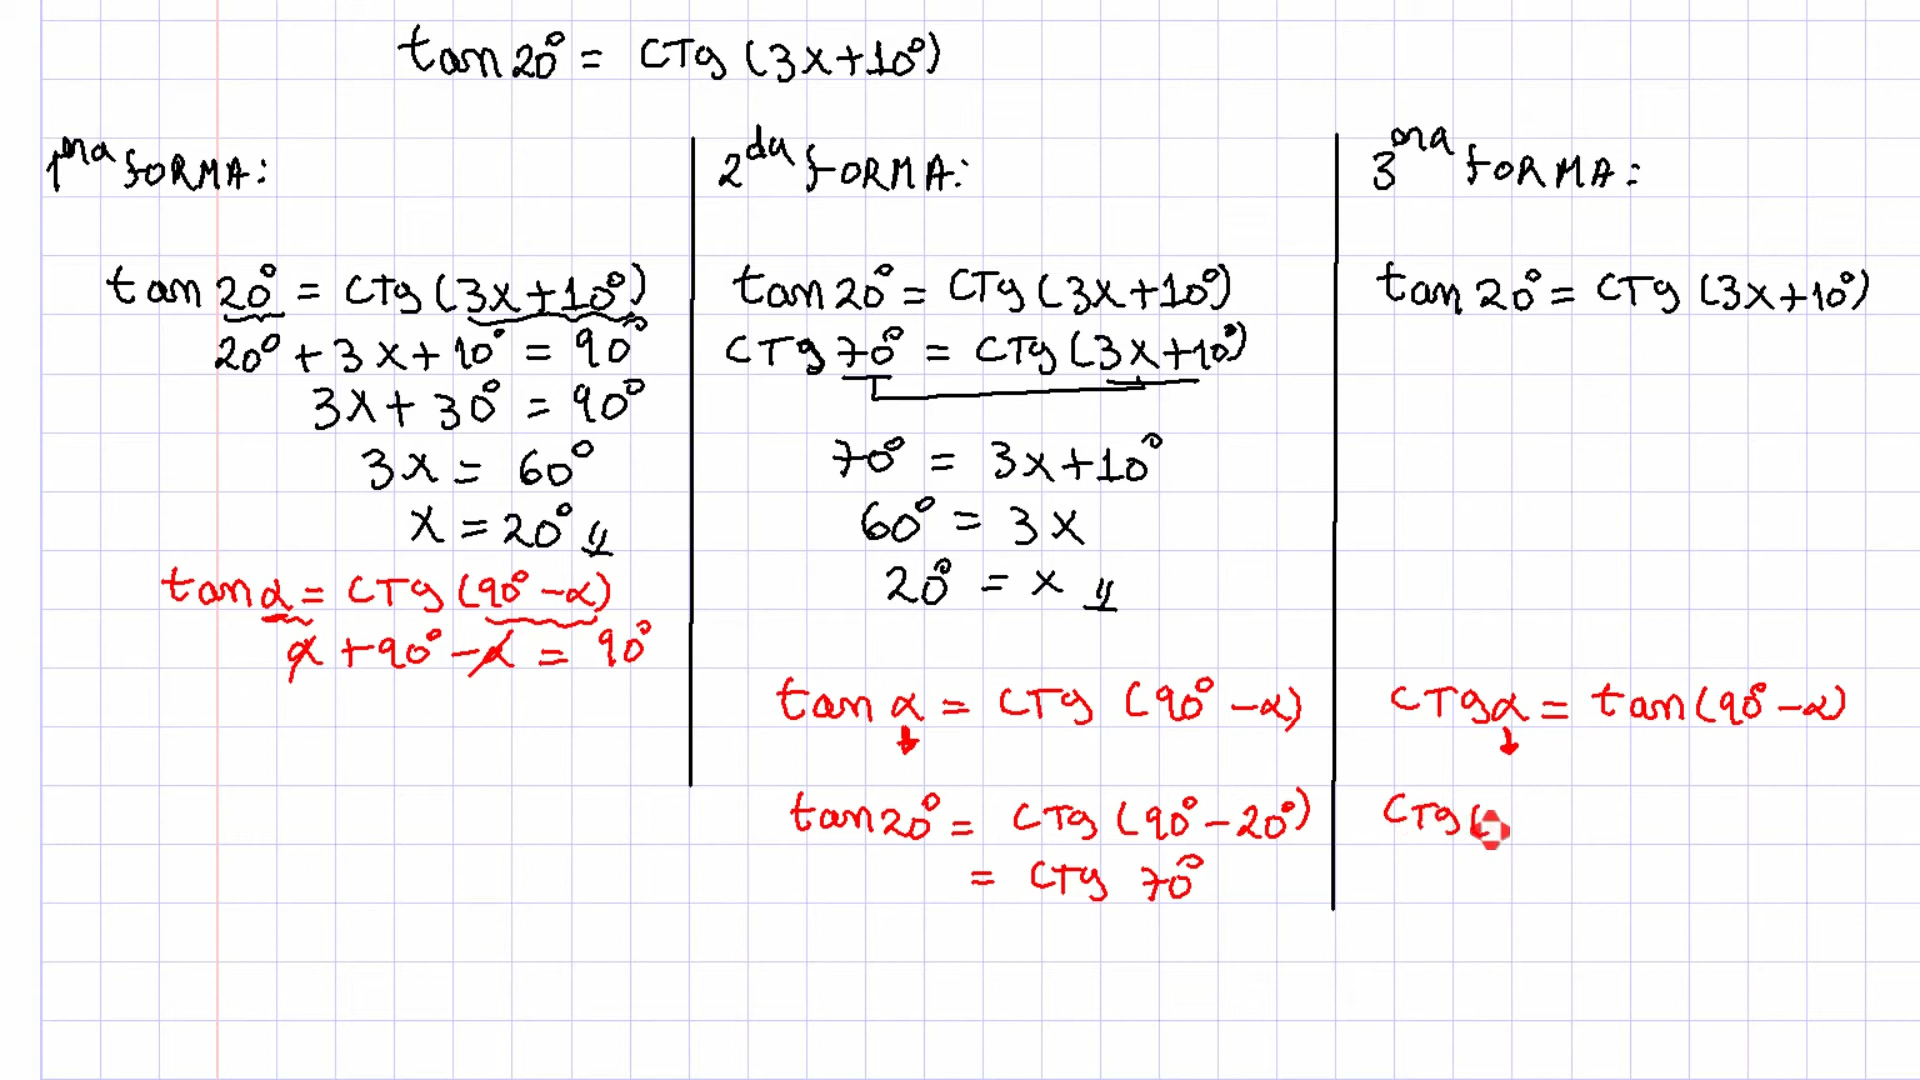 tan 20° = CTg (3x+10°)
1ra FORMA:
tan 20° = CTg (3x+10°)
20° + 3x + 10° = 90°
3x + 30° = 90°
3x = 60°
x = 20°
tan α = CTg (90° - α)
α + 90° - α = 90°
2da FORMA:
tan 20° = CTg (3x+10°)
CTg 70° = CTg (3x+10°)
70° = 3x+10°
60° = 3x
20° = x
tan α = CTg (90° - α)
tan 20° = CTg (90° - 20°)
= CTg 70°
3ra FORMA:
tan 20° = CTg (3x+10°)
CTg α = tan (90° - α)
CTg (